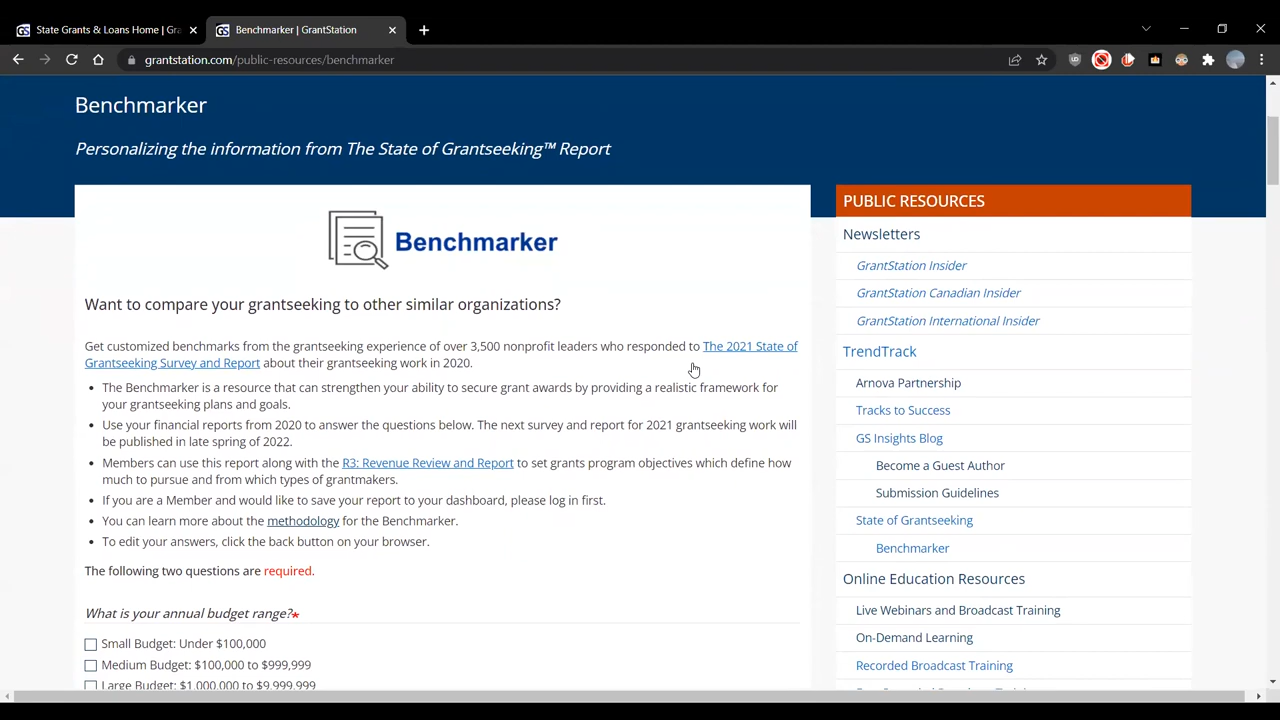 State Grants & Loans Home | Gra
Benchmarker | GrantStation
grantstation.com/public-resources/benchmarker
Benchmarker
Personalizing the information from The State of Grantseeking™ Report
Benchmarker
Want to compare your grantseeking to other similar organizations?
Get customized benchmarks from the grantseeking experience of over 3,500 nonprofit leaders who responded to The 2021 State of
Grantseeking Survey and Report about their grantseeking work in 2020.
The Benchmarker is a resource that can strengthen your ability to secure grant awards by providing a realistic framework for
your grantseeking plans and goals.
Use your financial reports from 2020 to answer the questions below. The next survey and report for 2021 grantseeking work will
be published in late spring of 2022.
Members can use this report along with the R3: Revenue Review and Report to set grants program objectives which define how
much to pursue and from which types of grantmakers.
If you are a Member and would like to save your report to your dashboard, please log in first.
You can learn more about the methodology for the Benchmarker.
To edit your answers, click the back button on your browser.
The following two questions are required.
What is your annual budget range?*
Small Budget: Under $100,000
Medium Budget: $100,000 to $999,999
Large Budget: $1,000,000 to $9,999,999
PUBLIC RESOURCES
Newsletters
GrantStation Insider
GrantStation Canadian Insider
GrantStation International Insider
TrendTrack
Arnova Partnership
Tracks to Success
GS Insights Blog
Become a Guest Author
Submission Guidelines
State of Grantseeking
Benchmarker
Online Education Resources
Live Webinars and Broadcast Training
On-Demand Learning
Recorded Broadcast Training